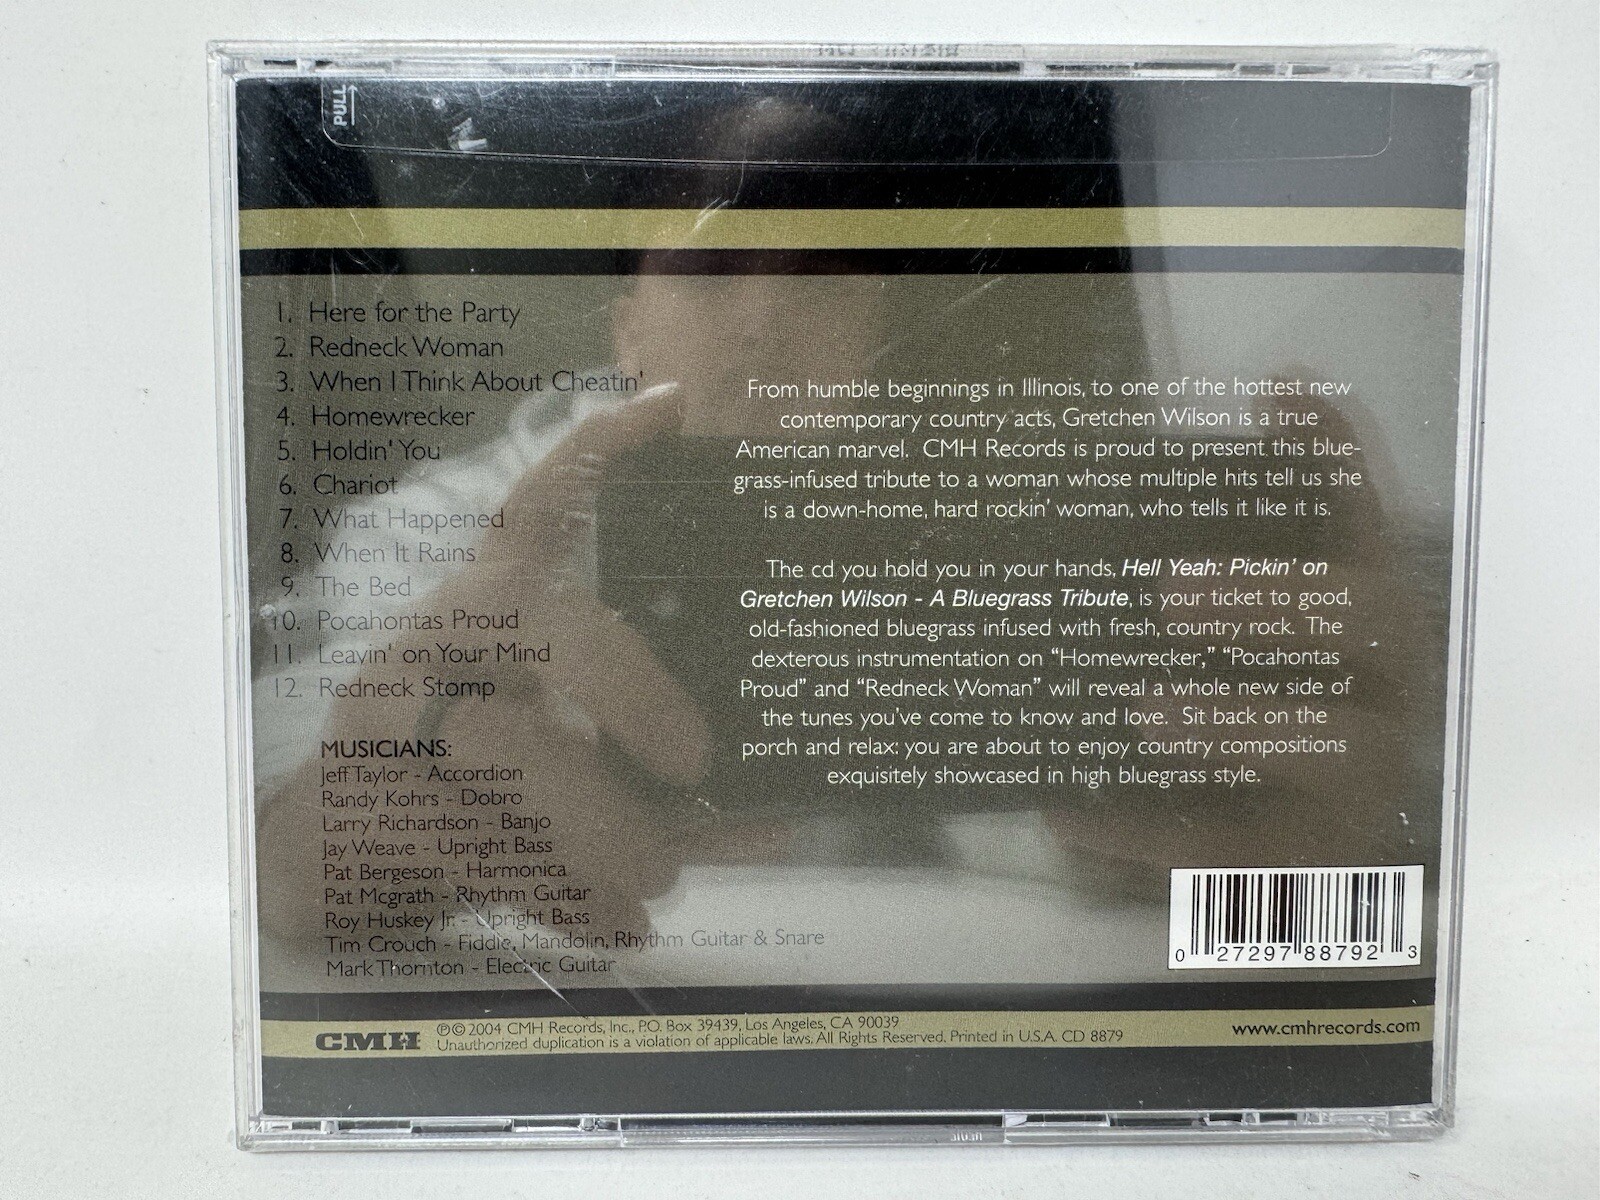 PULL
1. Here for the Party
2. Redneck Woman
3. When I Think About Cheatin'
4. Homewrecker
5. Holdin' You
6. Chariot
7. What Happened
8. When It Rains
9. The Bed
10. Pocahontas Proud
11. Leavin' on Your Mind
12. Redneck Stomp
MUSICIANS:
Jeff Taylor - Accordion
Randy Kohrs - Dobro
Larry Richardson - Banjo
Jay Weave - Upright Bass
Pat Bergeson - Harmonica
Pat Mcgrath - Rhythm Guitar
Roy Huskey Jr. - Upright Bass
Tim Crouch - Fiddle, Mandolin, Rhythm Guitar & Snare
Mark Thornton - Electric Guitar
From humble beginnings in Illinois, to one of the hottest new
contemporary country acts, Gretchen Wilson is a true
American marvel. CMH Records is proud to present this blue-
grass-infused tribute to a woman whose multiple hits tell us she
is a down-home, hard rockin' woman, who tells it like it is.
The cd you hold you in your hands, Hell Yeah: Pickin' on
Gretchen Wilson - A Bluegrass Tribute, is your ticket to good,
old-fashioned bluegrass infused with fresh, country rock. The
dexterous instrumentation on "Homewrecker," "Pocahontas
Proud" and "Redneck Woman" will reveal a whole new side of
the tunes you've come to know and love. Sit back on the
porch and relax: you are about to enjoy country compositions
exquisitely showcased in high bluegrass style.
0 27297 88792 3
CMH
℗© 2004 CMH Records, Inc., P.O. Box 39439, Los Angeles, CA 90039
Unauthorized duplication is a violation of applicable laws. All Rights Reserved. Printed in U.S.A. CD 8879
www.cmhrecords.com